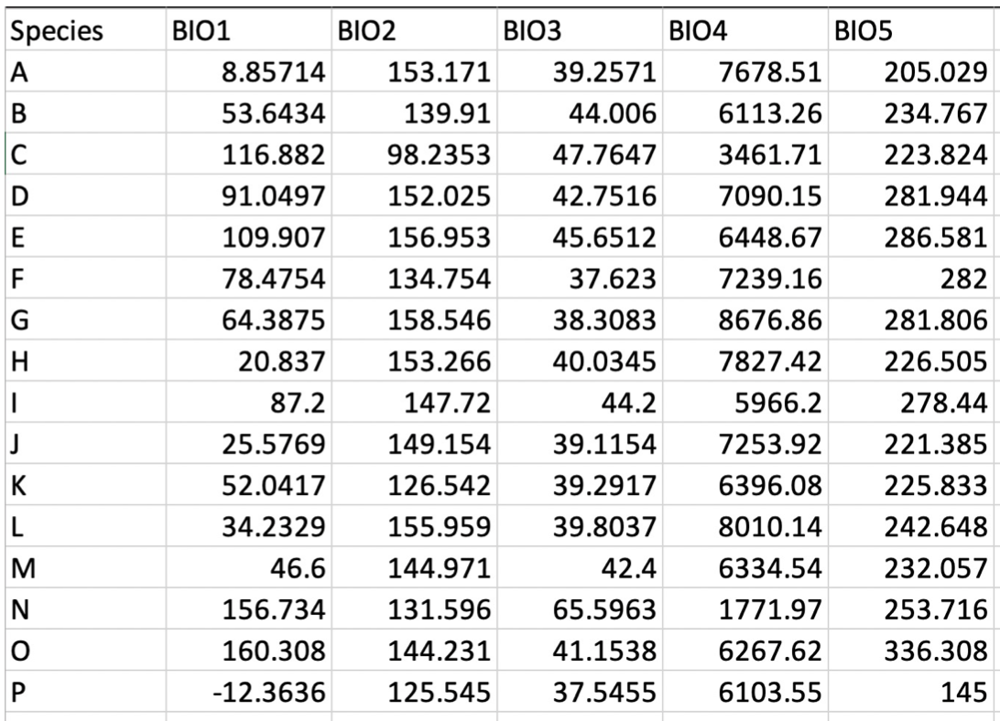 Species BIO1 BIO2 BIO3 BIO4 BIO5
A 8.85714 153.171 39.2571 7678.51 205.029
B 53.6434 139.91 44.006 6113.26 234.767
C 116.882 98.2353 47.7647 3461.71 223.824
D 91.0497 152.025 42.7516 7090.15 281.944
E 109.907 156.953 45.6512 6448.67 286.581
F 78.4754 134.754 37.623 7239.16 282
G 64.3875 158.546 38.3083 8676.86 281.806
H 20.837 153.266 40.0345 7827.42 226.505
I 87.2 147.72 44.2 5966.2 278.44
J 25.5769 149.154 39.1154 7253.92 221.385
K 52.0417 126.542 39.2917 6396.08 225.833
L 34.2329 155.959 39.8037 8010.14 242.648
M 46.6 144.971 42.4 6334.54 232.057
N 156.734 131.596 65.5963 1771.97 253.716
O 160.308 144.231 41.1538 6267.62 336.308
P -12.3636 125.545 37.5455 6103.55 145